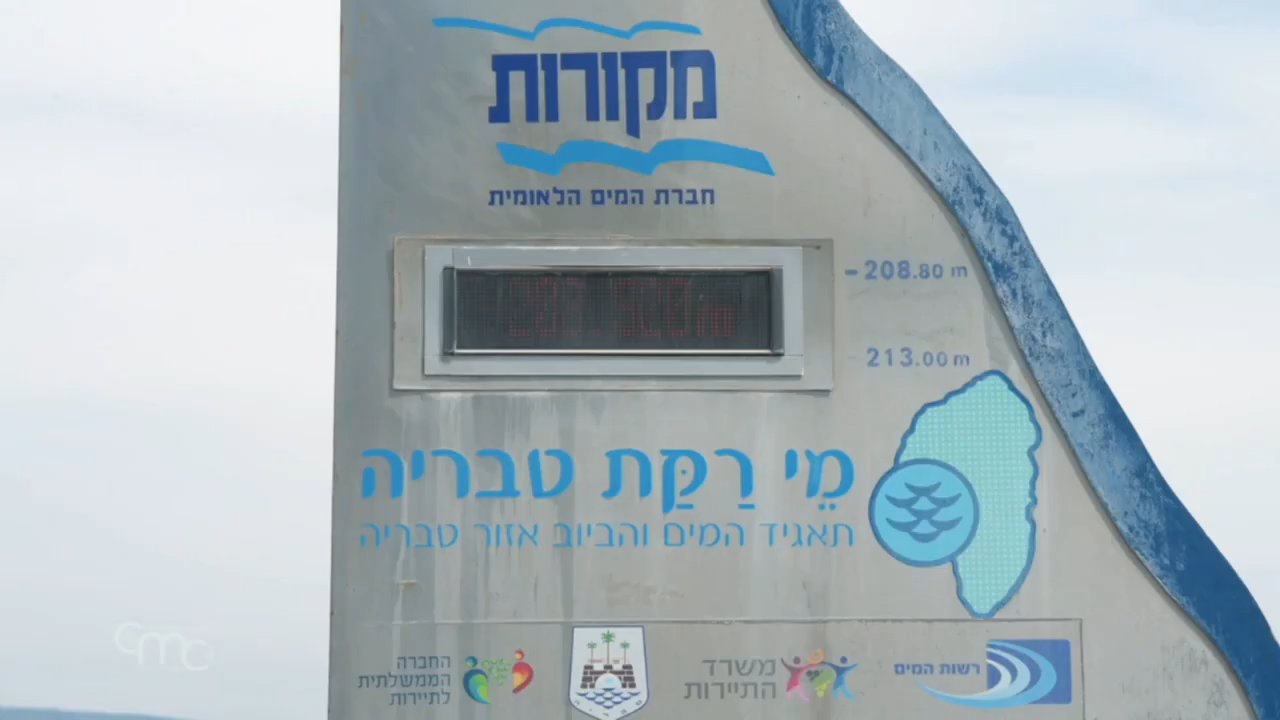 מקורות
חברת המים הלאומית
- 208.80 m
213.00 m
מֵי רַקַּת טבריה
תאגיד המים והביוב אזור טבריה
החברה
הממשלתית
לתיירות
משרד
התיירות
רשות המים
cmc